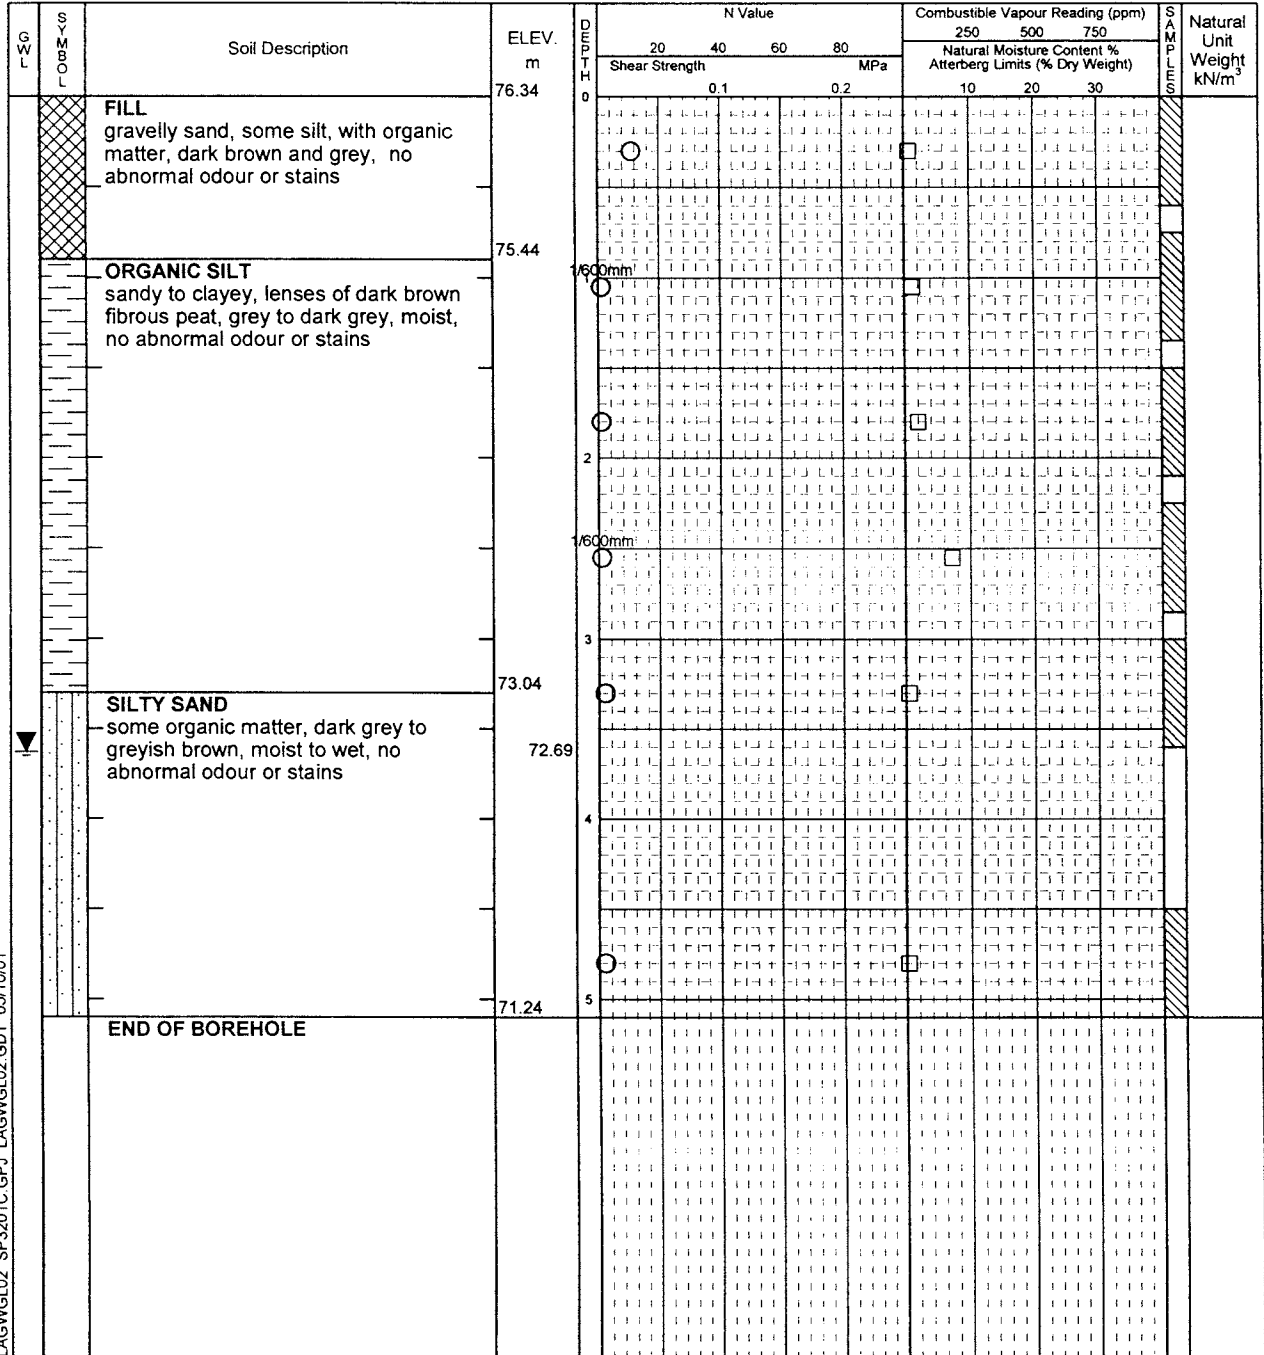 GWL
SYMBOL
Soil Description
ELEV.
m
DEPTH
N Value
20 40 60 80
Shear Strength MPa
0.1 0.2
Combustible Vapour Reading (ppm)
250 500 750
Natural Moisture Content %
Atterberg Limits (% Dry Weight)
10 20 30
SAMPLES
Natural
Unit
Weight
kN/m³
76.34
0
FILL
gravelly sand, some silt, with organic
matter, dark brown and grey, no
abnormal odour or stains
75.44
ORGANIC SILT
sandy to clayey, lenses of dark brown
fibrous peat, grey to dark grey, moist,
no abnormal odour or stains
1/600mm
2
1/600mm
3
73.04
SILTY SAND
some organic matter, dark grey to
greyish brown, moist to wet, no
abnormal odour or stains
72.69
4
5
71.24
END OF BOREHOLE